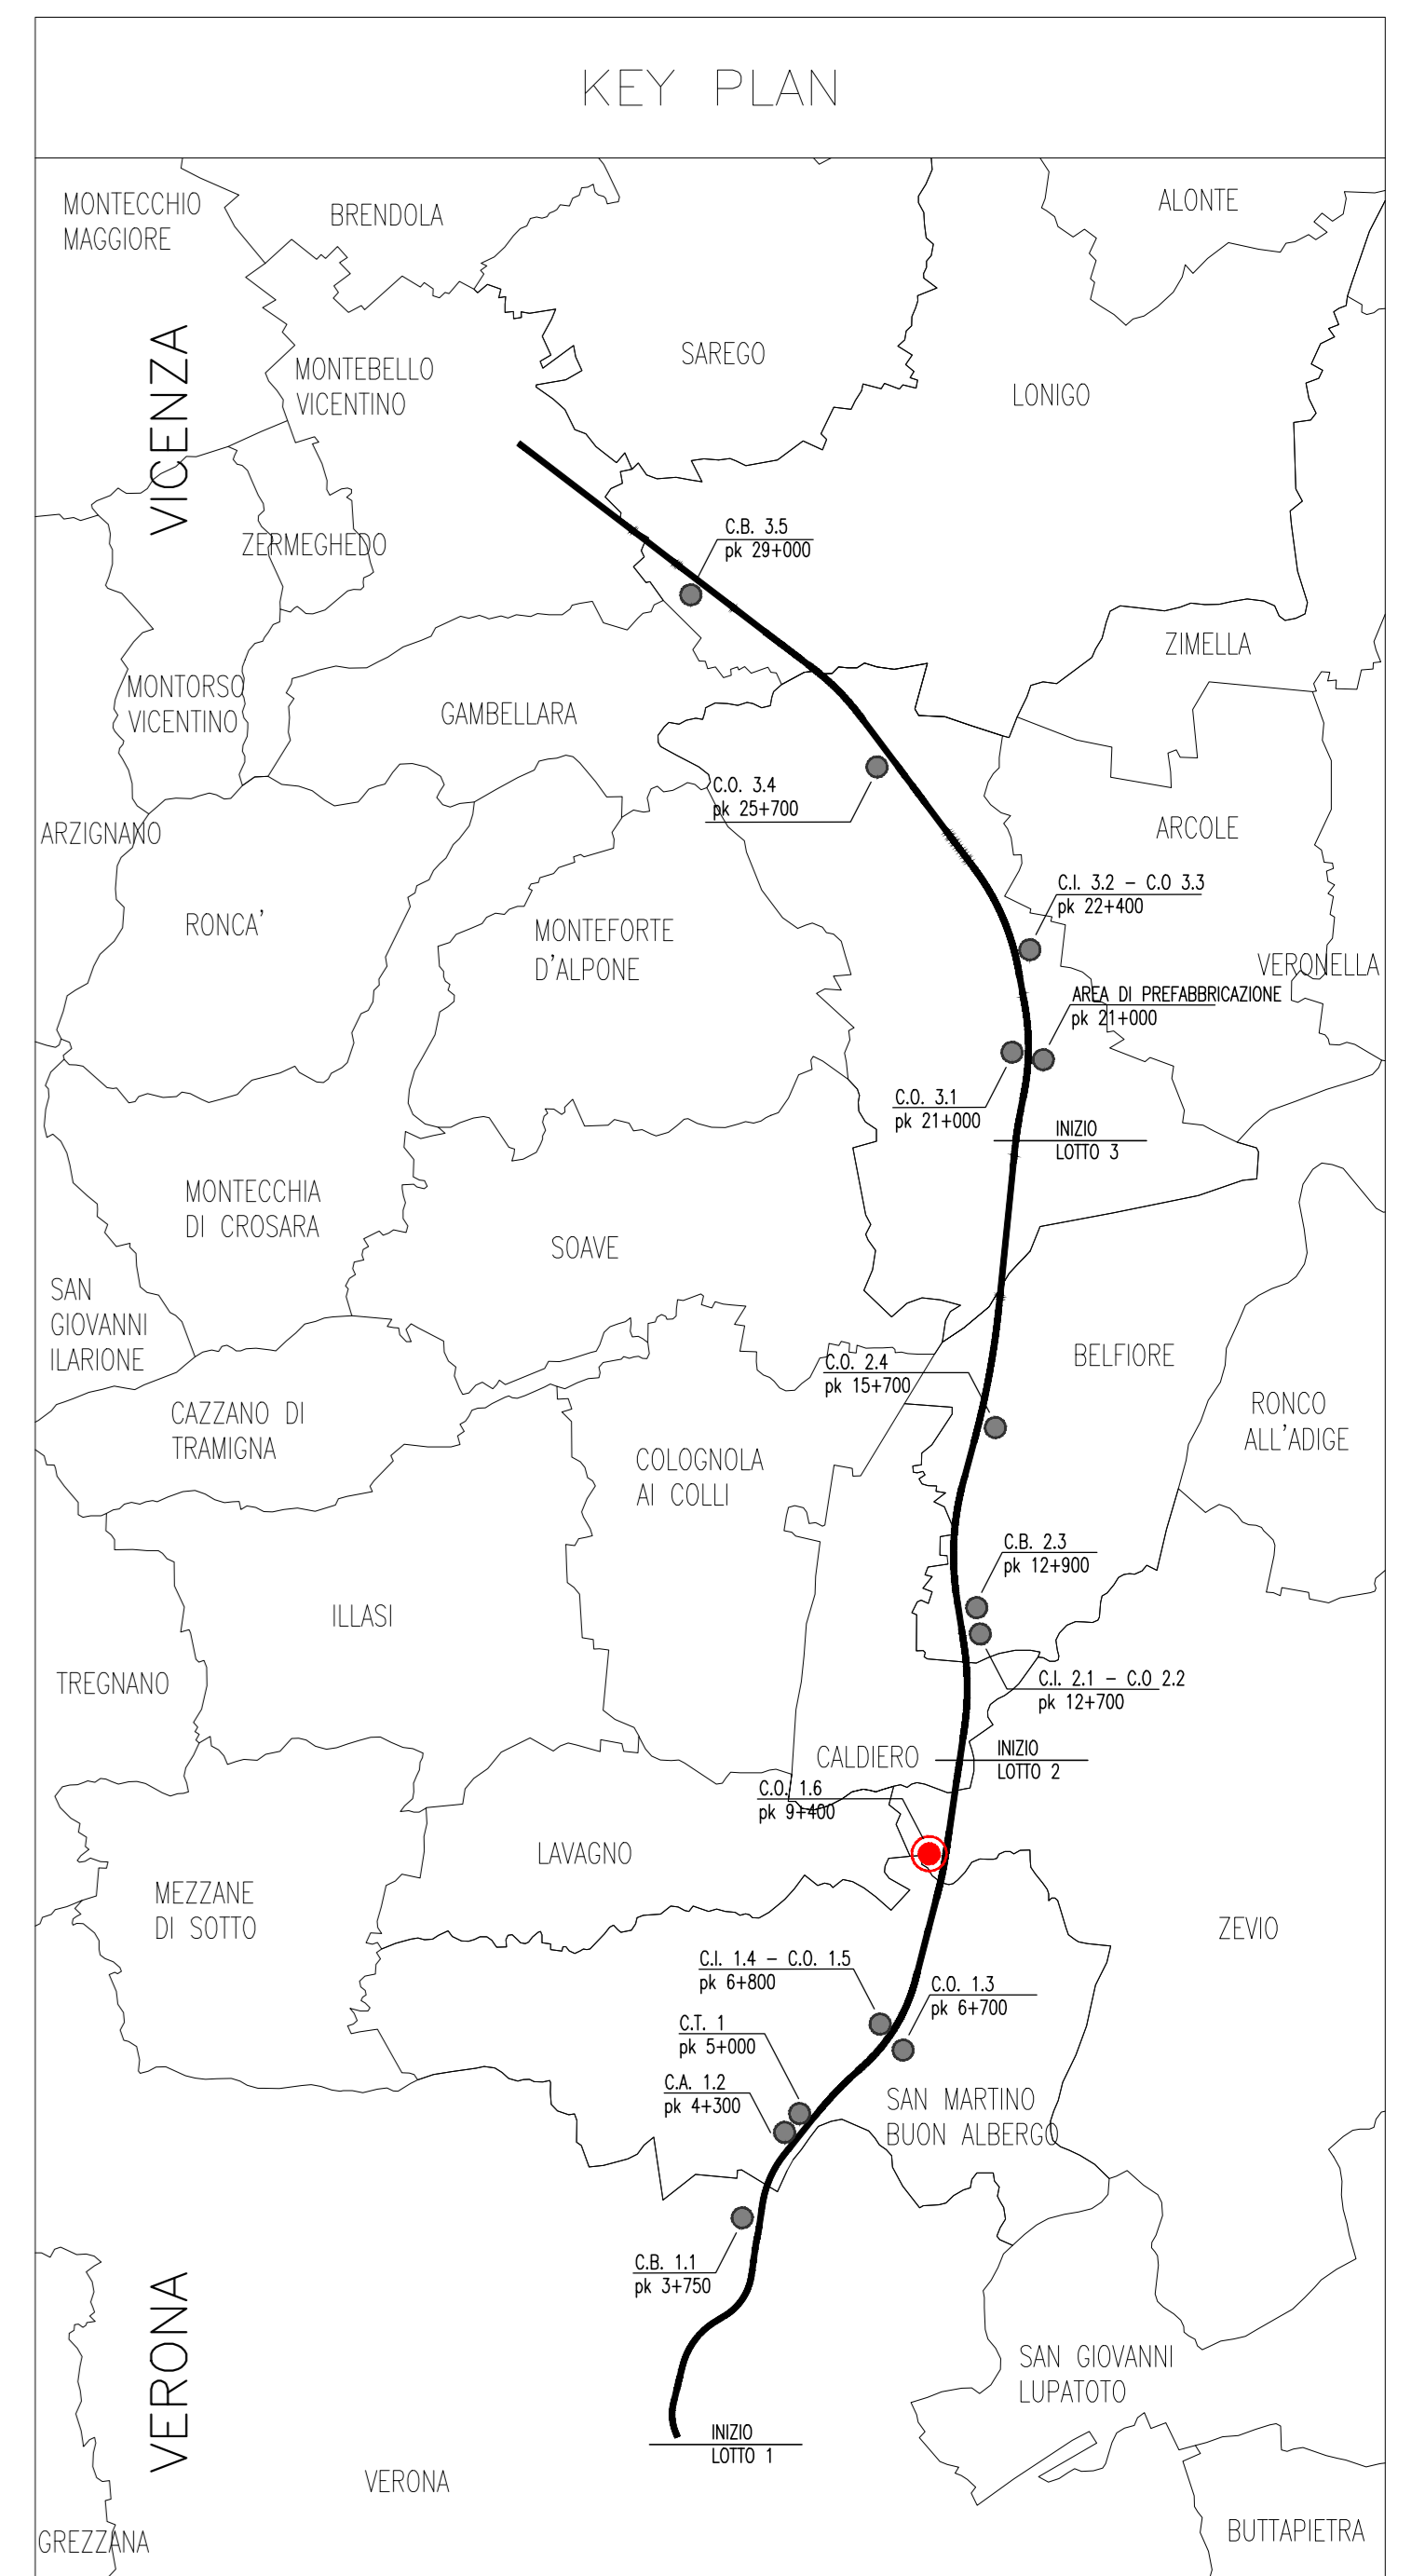 KEY PLAN
MONTECCHIO
MAGGIORE
BRENDOLA
ALONTE
VICENZA
SAREGO
MONTEBELLO
VICENTINO
LONIGO
C.B. 3.5
pk 29+000
ZERMEGHEDO
ZIMELLA
MONTORSO
VICENTINO
GAMBELLARA
C.O. 3.4
pk 25+700
ARZIGNANO
ARCOLE
C.I. 3.2 - C.O 3.3
pk 22+400
RONCA'
MONTEFORTE
D'ALPONE
VERONELLA
AREA DI PREFABBRICAZIONE
pk 21+000
C.O. 3.1
pk 21+000
INIZIO
LOTTO 3
MONTECCHIA
DI CROSARA
SOAVE
SAN
GIOVANNI
ILARIONE
BELFIORE
C.O. 2.4
pk 15+700
RONCO
ALL'ADIGE
CAZZANO DI
TRAMIGNA
COLOGNOLA
AI COLLI
C.B. 2.3
pk 12+900
ILLASI
TREGNANO
C.I. 2.1 - C.O 2.2
pk 12+700
CALDIERO
INIZIO
LOTTO 2
C.O. 1.6
pk 9+400
LAVAGNO
MEZZANE
DI SOTTO
ZEVIO
C.I. 1.4 - C.O. 1.5
pk 6+800
C.O. 1.3
pk 6+700
C.T. 1
pk 5+000
C.A. 1.2
pk 4+300
SAN MARTINO
BUON ALBERGO
C.B. 1.1
pk 3+750
VERONA
SAN GIOVANNI
LUPATOTO
INIZIO
LOTTO 1
VERONA
GREZZANA
BUTTAPIETRA